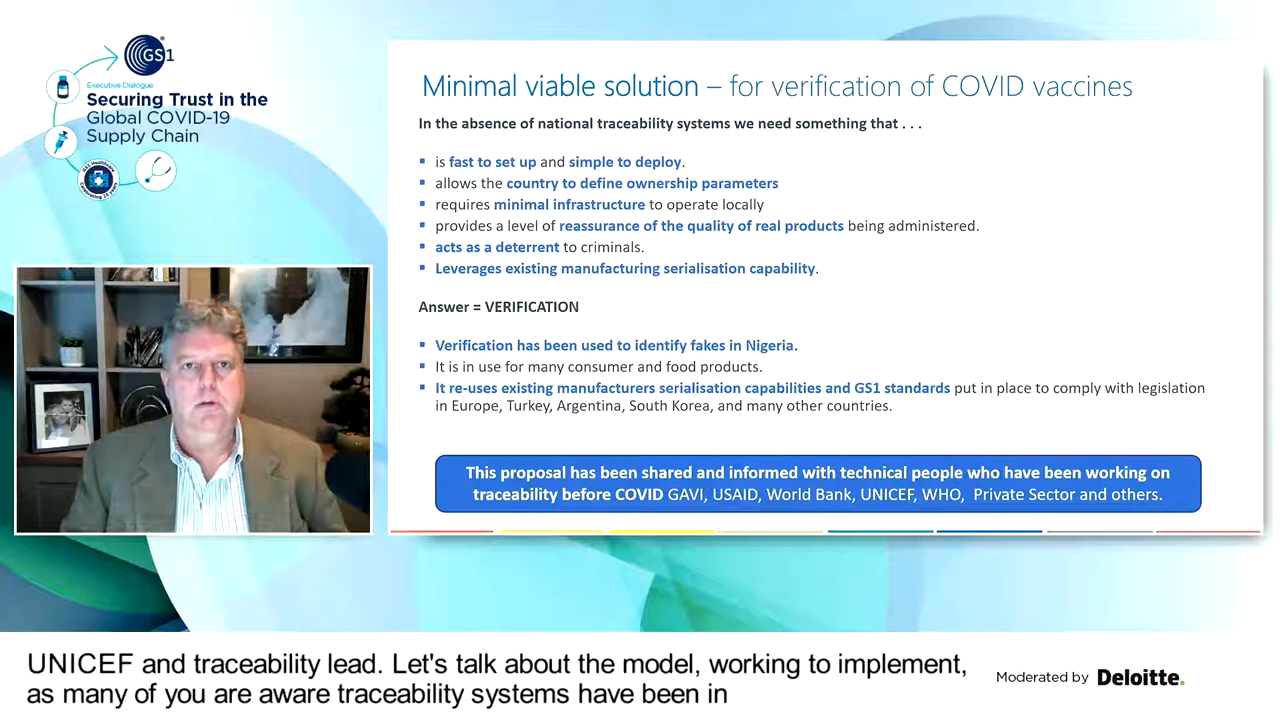 GS1
Executive Dialogue
Securing Trust in the
Global COVID-19
Supply Chain
Minimal viable solution – for verification of COVID vaccines
In the absence of national traceability systems we need something that . . .
▪ is fast to set up and simple to deploy.
▪ allows the country to define ownership parameters
▪ requires minimal infrastructure to operate locally
▪ provides a level of reassurance of the quality of real products being administered.
▪ acts as a deterrent to criminals.
▪ Leverages existing manufacturing serialisation capability.
Answer = VERIFICATION
▪ Verification has been used to identify fakes in Nigeria.
▪ It is in use for many consumer and food products.
▪ It re-uses existing manufacturers serialisation capabilities and GS1 standards put in place to comply with legislation
in Europe, Turkey, Argentina, South Korea, and many other countries.
This proposal has been shared and informed with technical people who have been working on
traceability before COVID GAVI, USAID, World Bank, UNICEF, WHO, Private Sector and others.
UNICEF and traceability lead. Let's talk about the model, working to implement,
as many of you are aware traceability systems have been in
Moderated by Deloitte.